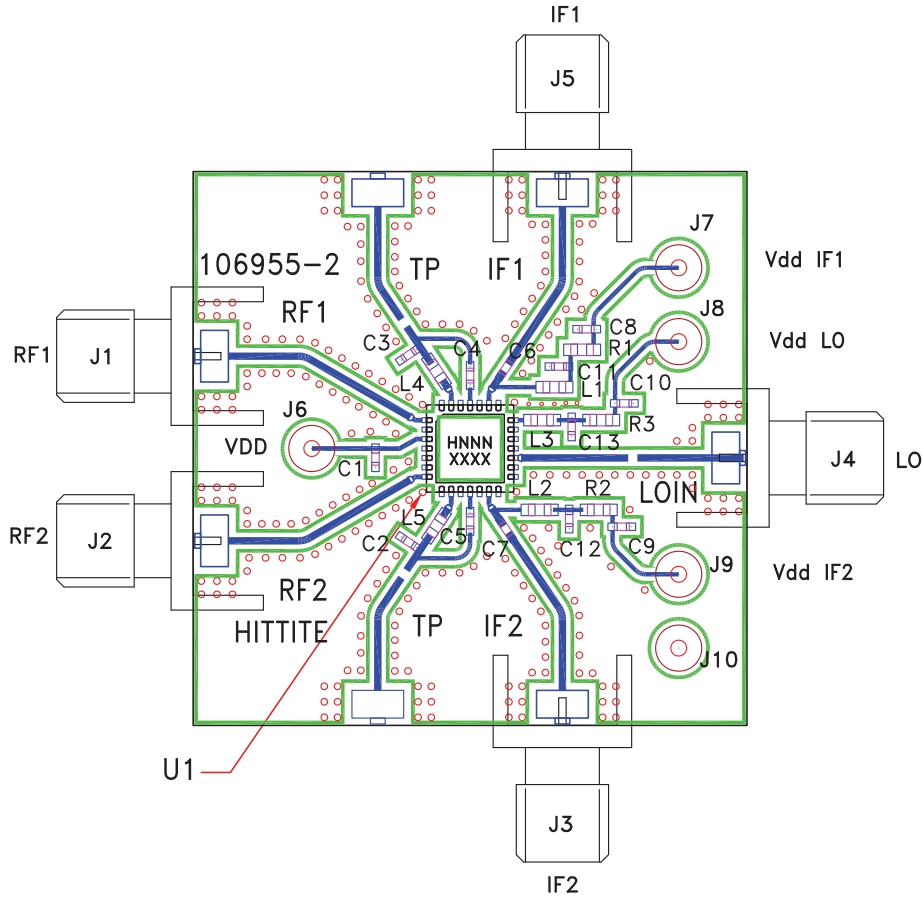 IF1
J5
J7
106955-2
TP
IF1
Vdd IF1
RF1
J8
RF1
J1
C3
C4
C6
C8
R1
Vdd LO
L4
C11
L1
C10
J6
VDD
C1
HNNN
XXXX
L3
C13
R3
J4
LO
RF2
J2
L5
C2
C5
C7
L2
R2
LOIN
C12
C9
J9
Vdd IF2
RF2
HITTITE
TP
IF2
J10
U1
J3
IF2